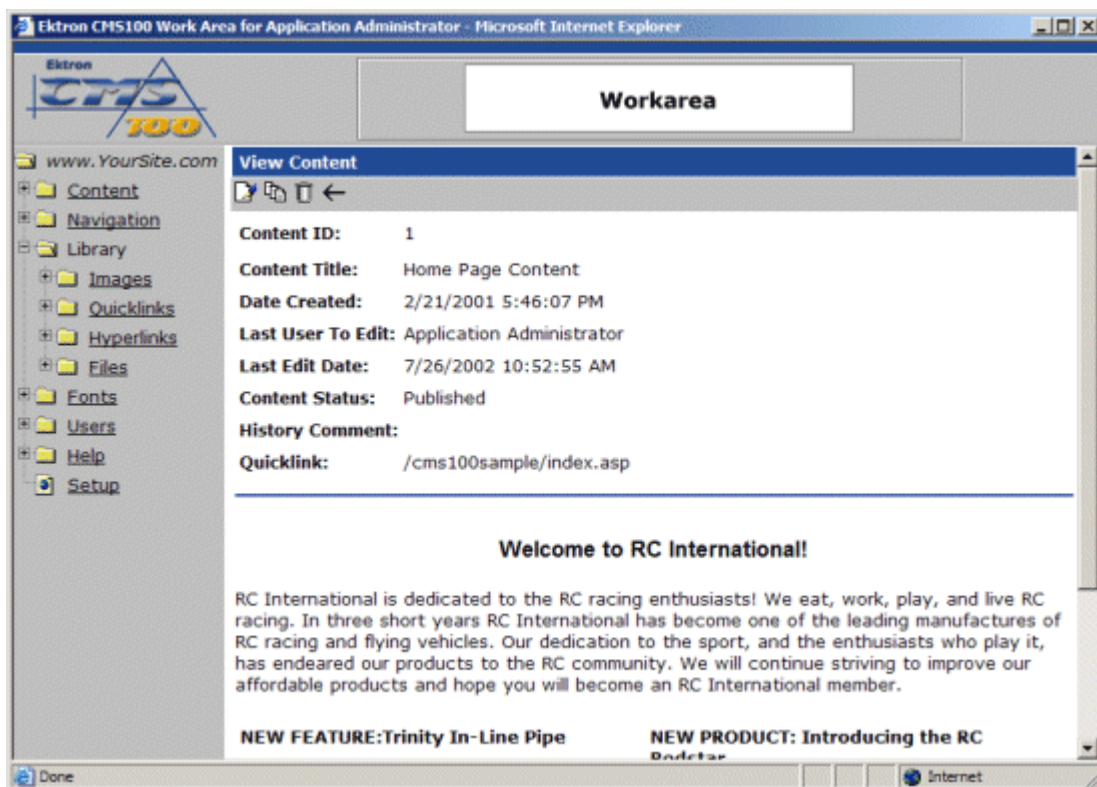 Ektron CMS100 Work Area for Application Administrator - Microsoft Internet Explorer
Ektron
CMS
100
Workarea
www.YourSite.com
Content
Navigation
Library
Images
Quicklinks
Hyperlinks
Files
Fonts
Users
Help
Setup
View Content
Content ID: 1
Content Title: Home Page Content
Date Created: 2/21/2001 5:46:07 PM
Last User To Edit: Application Administrator
Last Edit Date: 7/26/2002 10:52:55 AM
Content Status: Published
History Comment:
Quicklink: /cms100sample/index.asp
Welcome to RC International!
RC International is dedicated to the RC racing enthusiasts! We eat, work, play, and live RC
racing. In three short years RC International has become one of the leading manufactures of
RC racing and flying vehicles. Our dedication to the sport, and the enthusiasts who play it,
has endeared our products to the RC community. We will continue striving to improve our
affordable products and hope you will become an RC International member.
NEW FEATURE:Trinity In-Line Pipe
NEW PRODUCT: Introducing the RC
Done
Internet